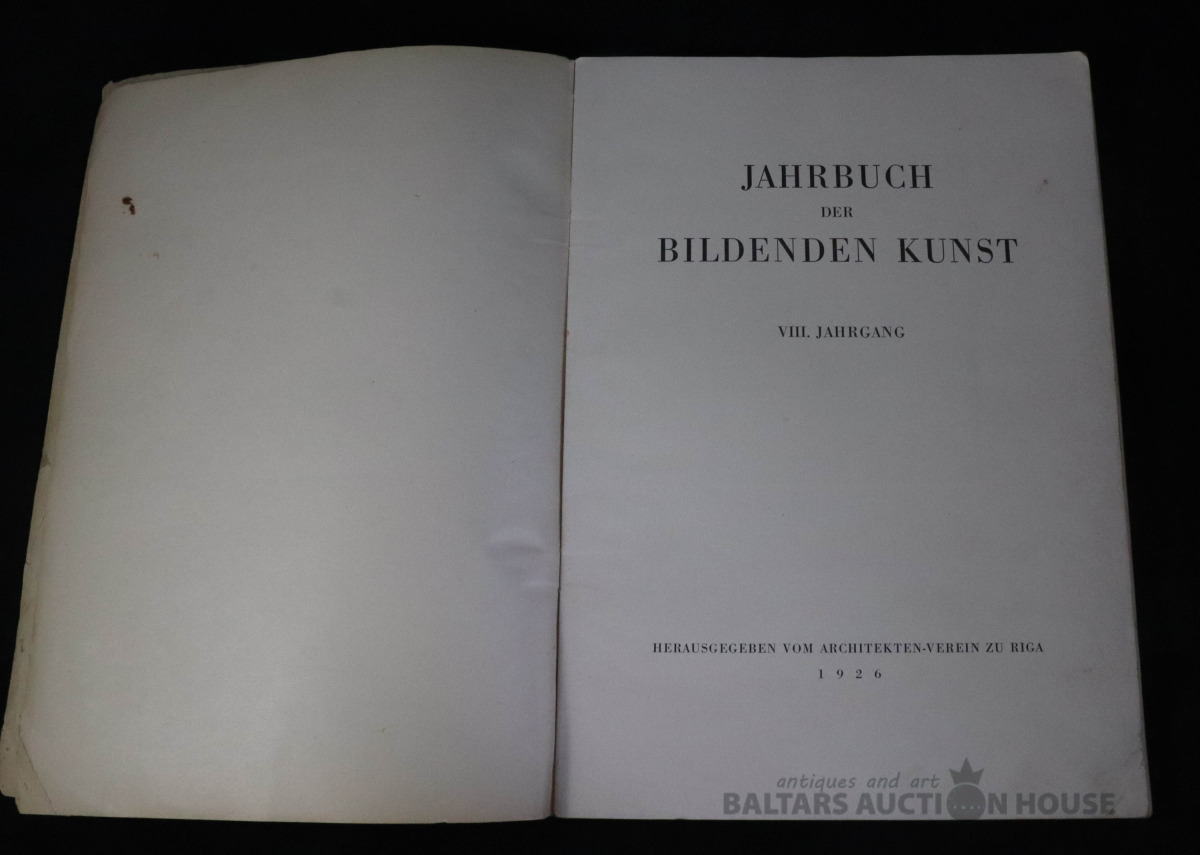 JAHRBUCH
DER
BILDENDEN KUNST
VIII. JAHRGANG
HERAUSGEGEBEN VOM ARCHITEKTEN-VEREIN ZU RIGA
1926
antiques and art
BALTARS AUCTION HOUSE